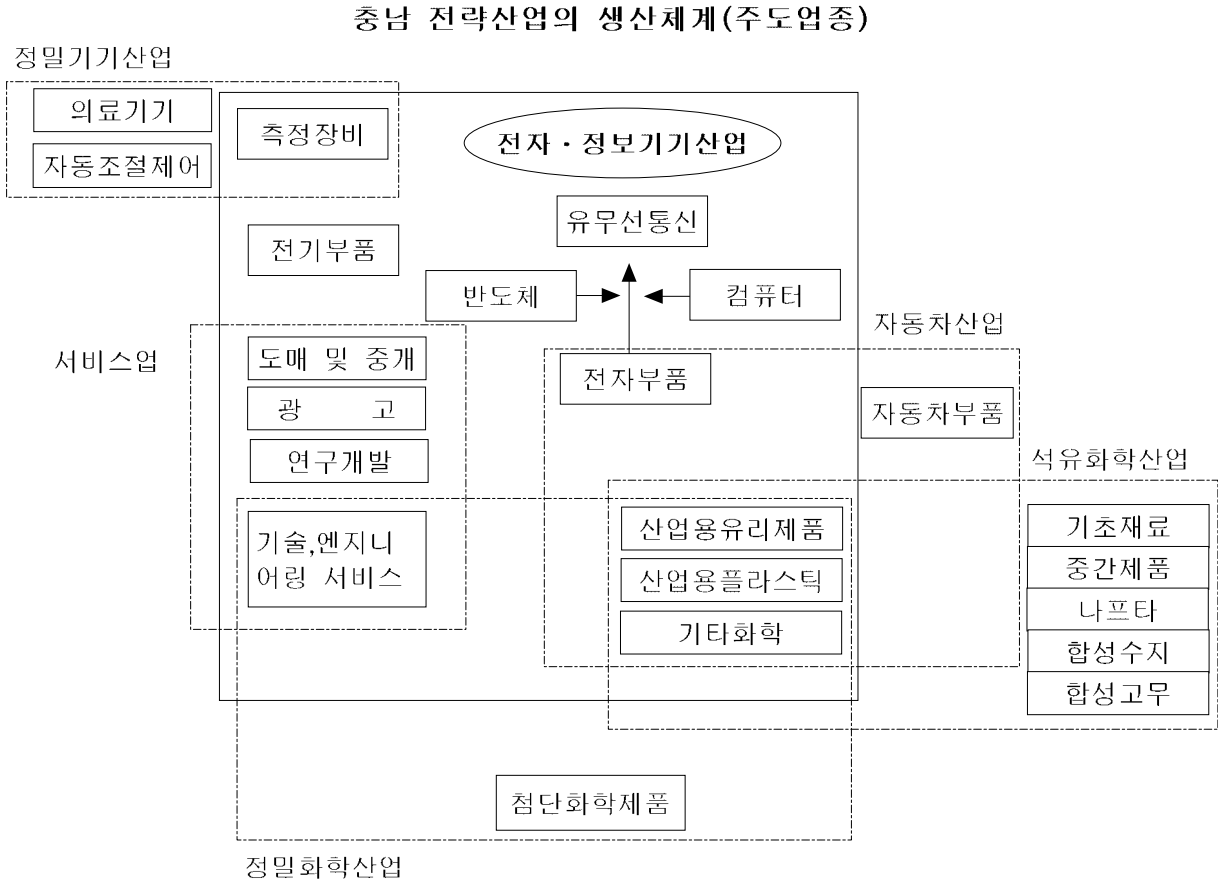 충남 전략산업의 생산체계(주도업종)
정밀기기산업
의료기기
측정장비
전자·정보기기산업
자동조절제어
유무선통신
전기부품
반도체
컴퓨터
자동차산업
서비스업
도매 및 중개
전자부품
광 고
자동차부품
연구개발
석유화학산업
기술,엔지니
어링 서비스
산업용유리제품
기초재료
산업용플라스틱
중간제품
나프타
기타화학
합성수지
합성고무
첨단화학제품
정밀화학산업